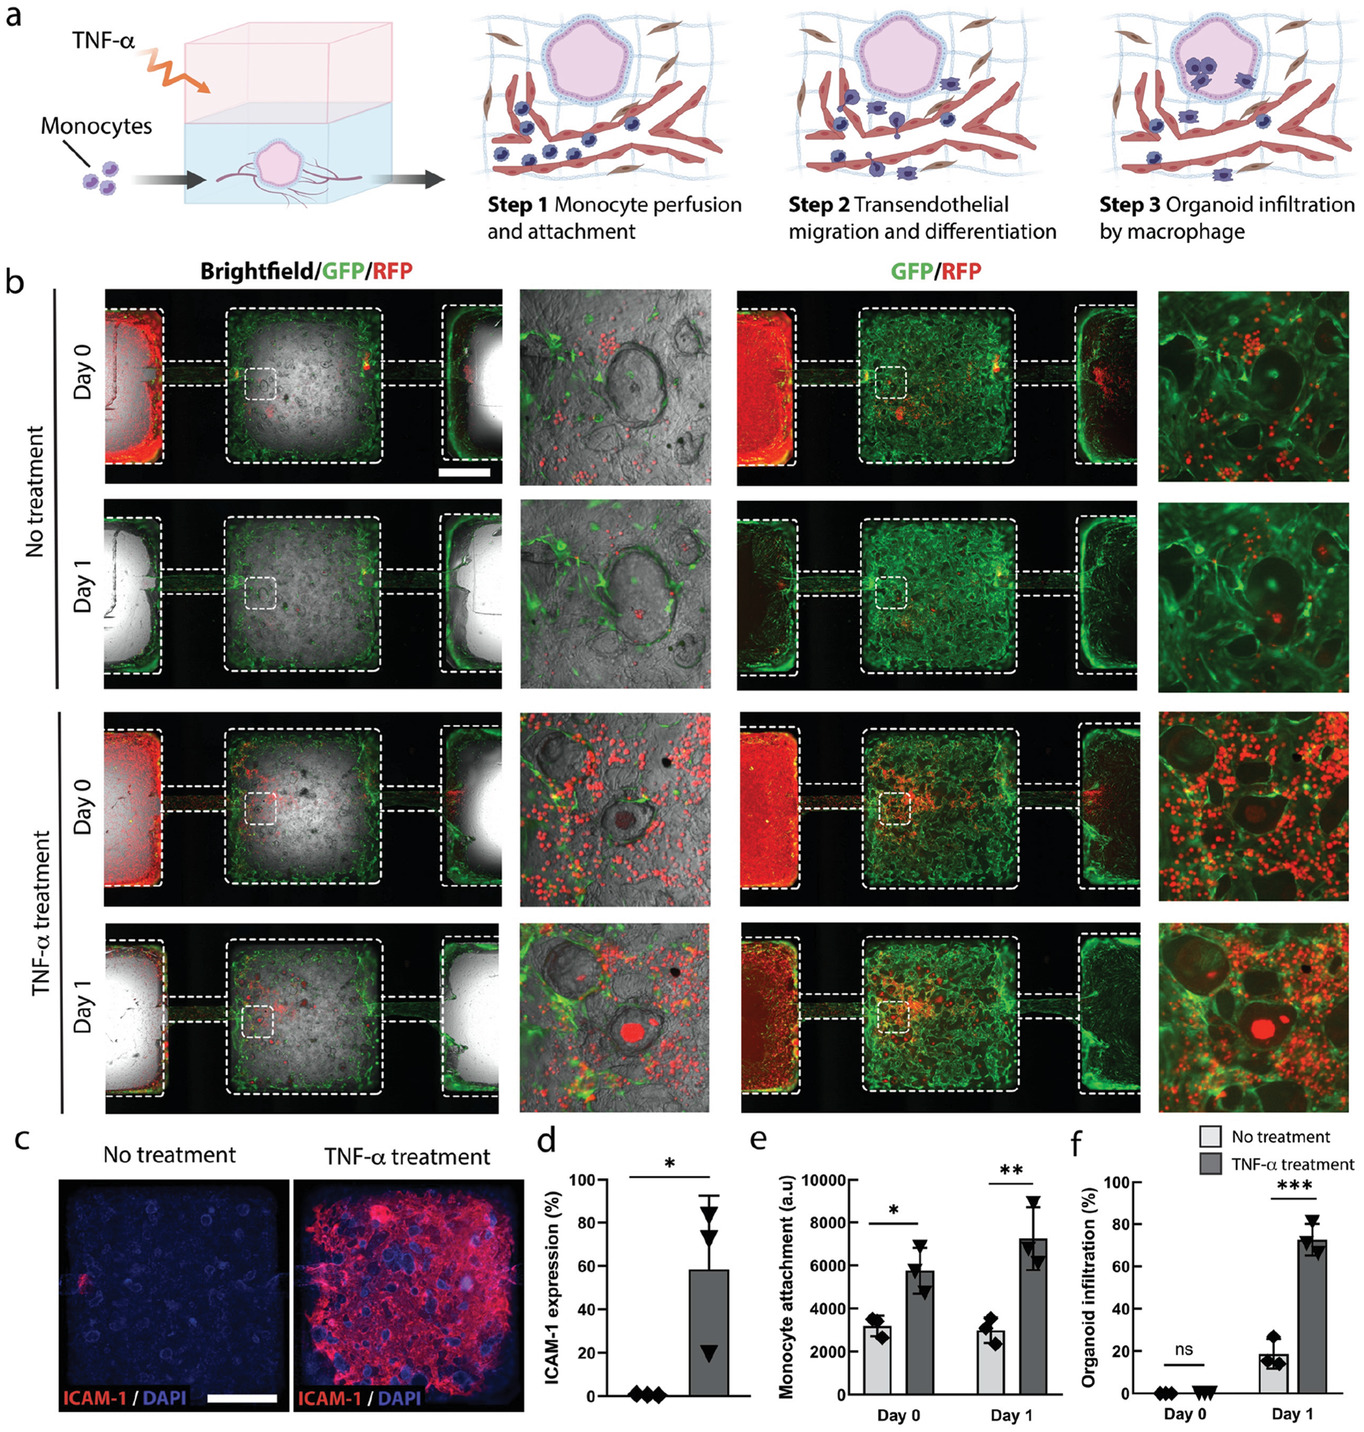 a
TNF-α
Monocytes
Step 1 Monocyte perfusion
and attachment
Step 2 Transendothelial
migration and differentiation
Step 3 Organoid infiltration
by macrophage
b
Brightfield/GFP/RFP
GFP/RFP
No treatment
Day 0
Day 1
TNF-α treatment
Day 0
Day 1
c
No treatment
TNF-α treatment
ICAM-1 / DAPI
ICAM-1 / DAPI
d
ICAM-1 expression (%)
100
80
60
40
20
0
*
e
Monocyte attachment (a.u)
10000
8000
6000
4000
2000
0
*
**
Day 0
Day 1
No treatment
TNF-α treatment
f
Organoid infiltration (%)
100
80
60
40
20
0
ns
***
Day 0
Day 1